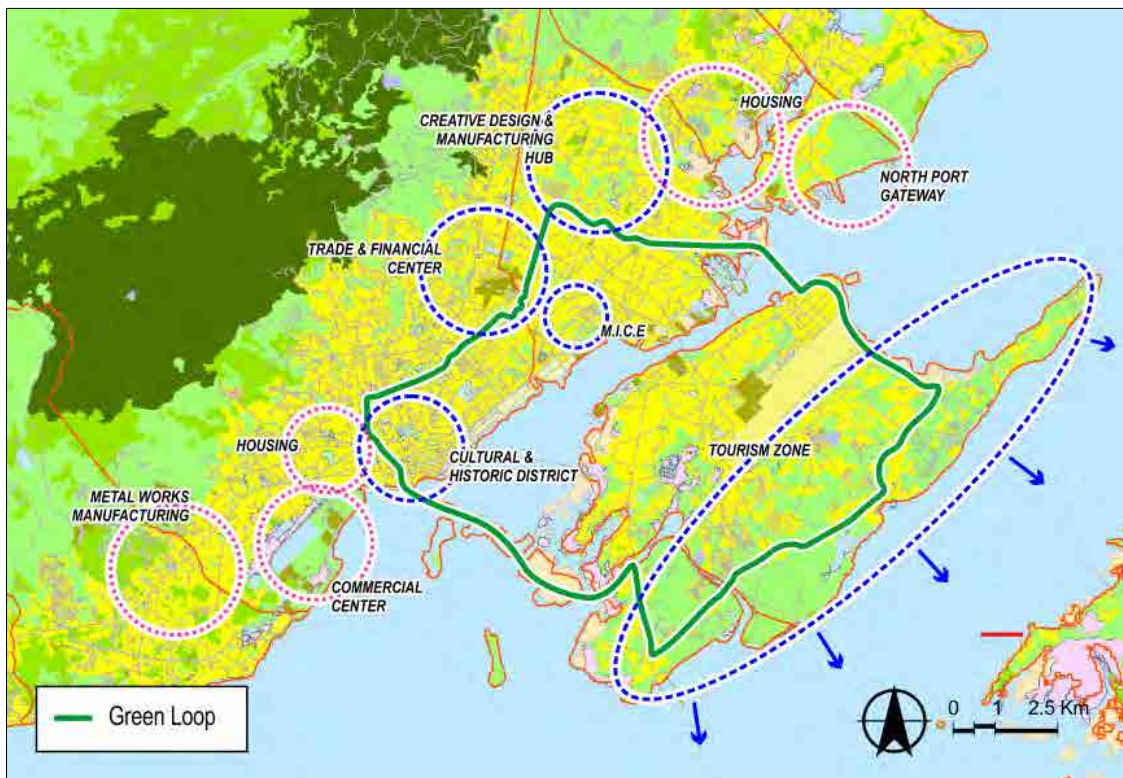 HOUSING
CREATIVE DESIGN &
MANUFACTURING
HUB
NORTH PORT
GATEWAY
TRADE & FINANCIAL
CENTER
M.I.C.E
HOUSING
CULTURAL &
HISTORIC DISTRICT
TOURISM ZONE
METAL WORKS
MANUFACTURING
COMMERCIAL
CENTER
Green Loop
0 1 2.5 Km